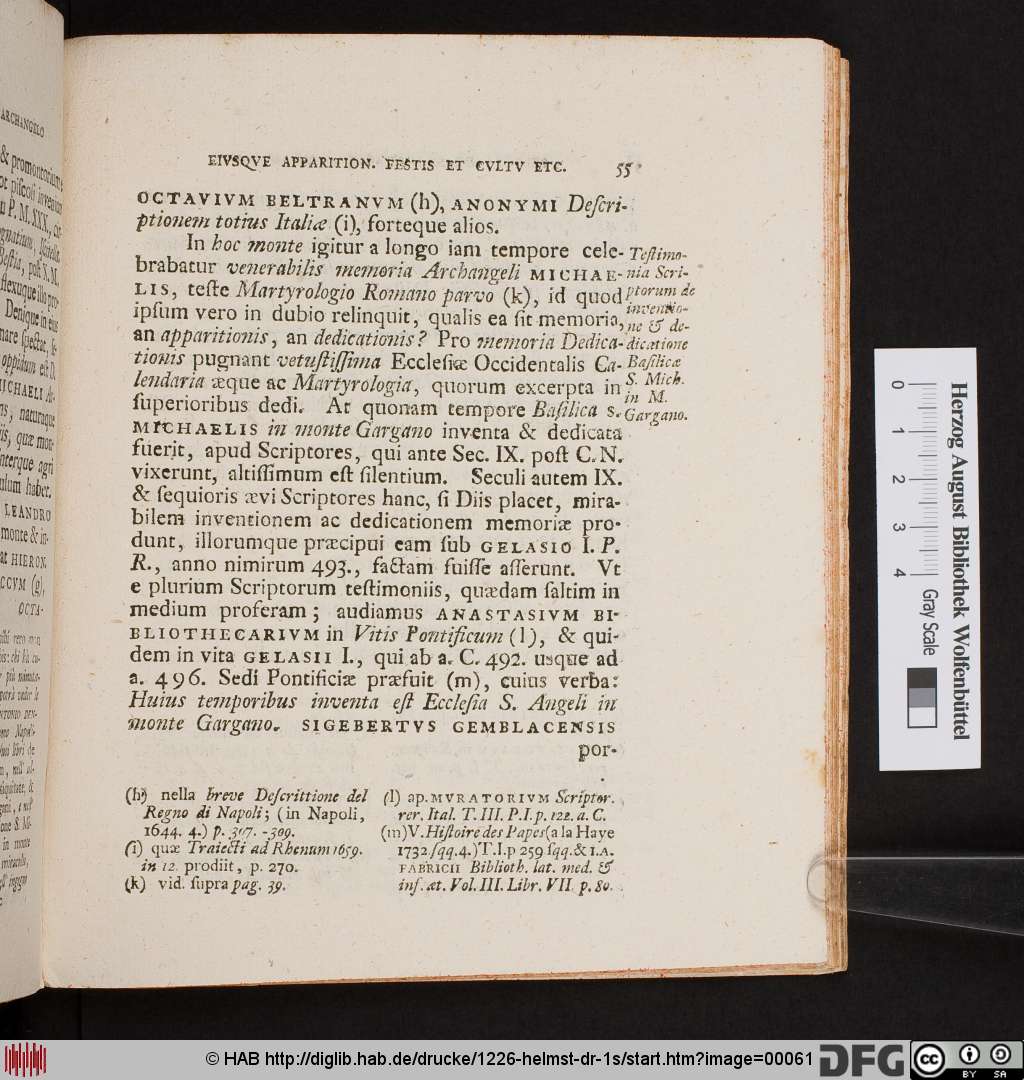 EIVSQVE APPARITION. FESTIS ET CVLTV ETC. 55
OCTAVIVM BELTRANVM (h), ANONYMI Deſcri-
ptionem totius Italiæ (i), forteque alios.
In hoc monte igitur a longo iam tempore cele-
brabatur venerabilis memoria Archangeli MICHAE-
LIS, teſte Martyrologio Romano parvo (k), id quod
ipſum vero in dubio relinquit, qualis ea ſit memoria,
an apparitionis, an dedicationis? Pro memoria Dedica-
tionis pugnant vetuſtiſſima Eccleſiæ Occidentalis Ca-
lendaria æque ac Martyrologia, quorum excerpta in
ſuperioribus dedi. At quonam tempore Baſilica S.
MICHAELIS in monte Gargano inventa & dedicata
fuerit, apud Scriptores, qui ante Sec. IX. poſt C. N.
vixerunt, altiſſimum eſt ſilentium. Seculi autem IX.
& ſequioris ævi Scriptores hanc, ſi Diis placet, mira-
bilem inventionem ac dedicationem memoriæ pro-
dunt, illorumque præcipui eam ſub GELASIO I. P.
R., anno nimirum 493., factam fuiſſe aſſerunt. Vt
e plurium Scriptorum teſtimoniis, quædam ſaltim in
medium proferam; audiamus ANASTASIVM BI-
BLIOTHECARIVM in Vitis Pontificum (l), & qui-
dem in vita GELASII I., qui ab a. C. 492. usque ad
a. 496. Sedi Pontificiæ præfuit (m), cuius verba:
Huius temporibus inventa eſt Eccleſia S. Angeli in
monte Gargano. SIGEBERTVS GEMBLACENSIS
por-
Teſtimo-
nia Scri-
ptorum de
inventio-
ne & de-
dicatione
Baſilicæ
S. Mich.
in M.
Gargano.
(h) nella breve Deſcrittione del
Regno di Napoli; (in Napoli,
1644. 4.) p. 307. -309.
(i) quæ Traiecti ad Rhenum 1659.
in 12. prodiit, p. 270.
(k) vid. ſupra pag. 39.
(l) ap. MVRATORIVM Scriptor.
rer. Ital. T. III. P. I. p. 122. a. C.
(m) V. Hiſtoire des Papes (a la Haye
1732 ſqq. 4.) T. I. p 259 ſqq. & I. A.
FABRICII Biblioth. lat. med. &
inf. æt. Vol. III. Libr. VII p. 80.
ARCHANGELO
& promontorium
LEANDRO
monte & in-
at HIERON.
CCVM (g),
OCTA-
0 1 2 3 4
Herzog August Bibliothek Wolfenbüttel
Gray Scale
© HAB http://diglib.hab.de/drucke/1226-helmst-dr-1s/start.htm?image=00061
DFG
cc BY SA